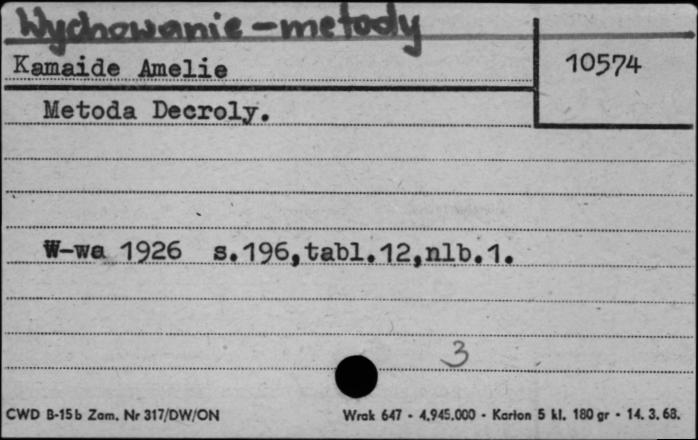 Wychowanie - metody
Kamaide Amelie
10574
Metoda Decroly.
W-wa 1926 s.196,tabl.12,nlb.1.
3
CWD B-15b Zam. Nr 317/DW/ON
Wrak 647 - 4.945.000 - Karton 5 kl. 180 gr - 14. 3. 68.